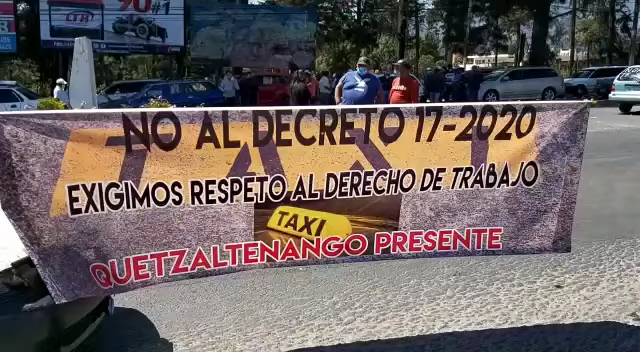 NO AL DECRETO 17-2020
EXIGIMOS RESPETO AL DERECHO DE TRABAJO
TAXI
QUETZALTENANGO PRESENTE